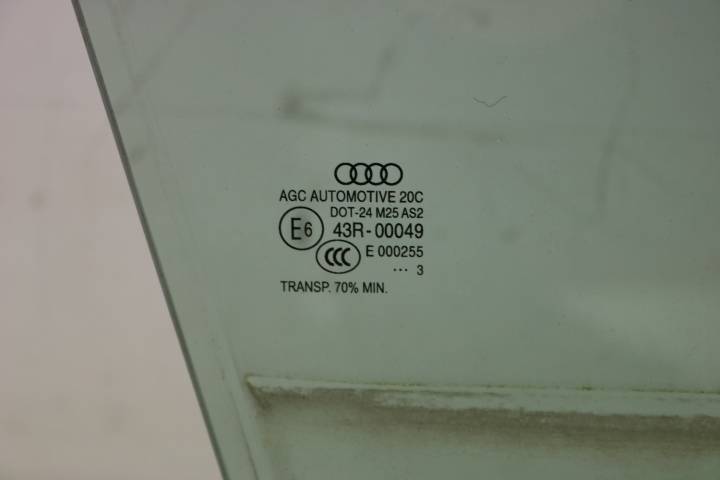 AGC AUTOMOTIVE 20C
DOT-24 M25 AS2
E6 43R-00049
CCC E 000255
... 3
TRANSP. 70% MIN.